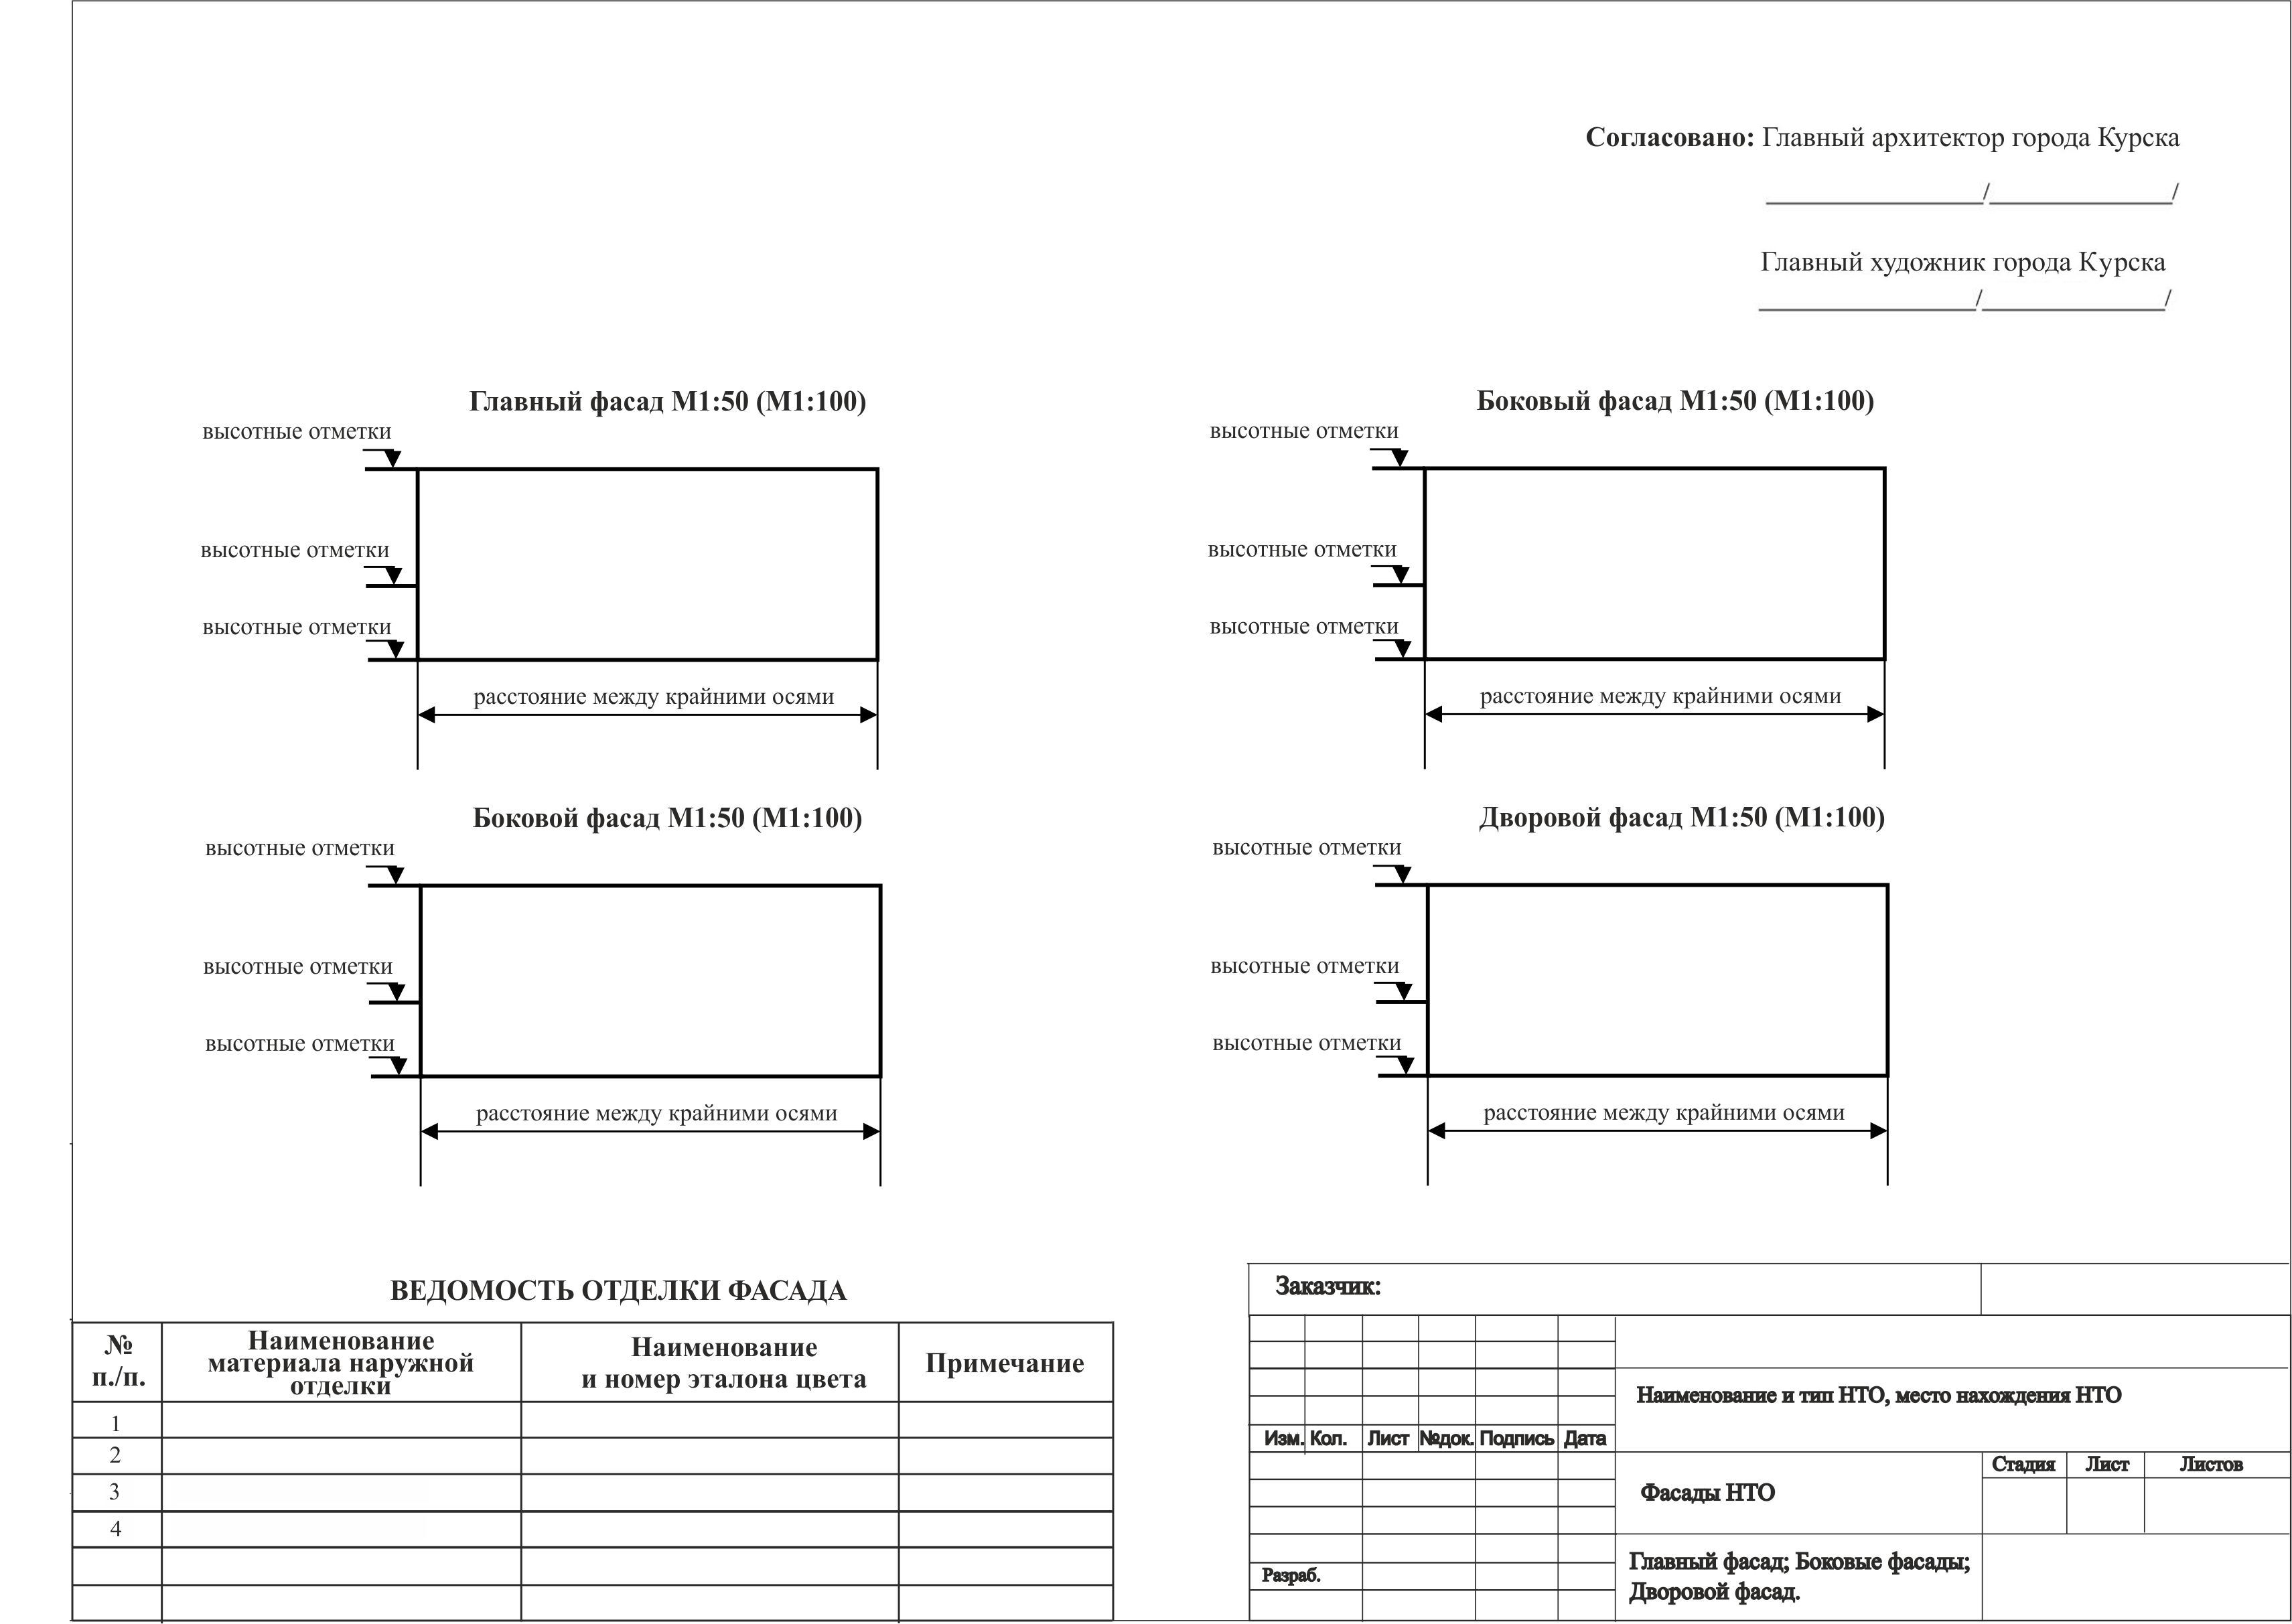 Согласовано: Главный архитектор города Курска
________________/______________/
Главный художник города Курска
________________/______________/
Главный фасад М1:50 (М1:100)
высотные отметки
высотные отметки
высотные отметки
расстояние между крайними осями
Боковый фасад М1:50 (М1:100)
высотные отметки
высотные отметки
высотные отметки
расстояние между крайними осями
Боковой фасад М1:50 (М1:100)
высотные отметки
высотные отметки
высотные отметки
расстояние между крайними осями
Дворовой фасад М1:50 (М1:100)
высотные отметки
высотные отметки
высотные отметки
расстояние между крайними осями
ВЕДОМОСТЬ ОТДЕЛКИ ФАСАДА
№
п./п.
Наименование
материала наружной
отделки
Наименование
и номер эталона цвета
Примечание
1
2
3
4
Заказчик:
Наименование и тип НТО, место нахождения НТО
Изм. Кол. Лист №док. Подпись Дата
Стадия Лист Листов
Фасады НТО
Разраб.
Главный фасад; Боковые фасады;
Дворовой фасад.